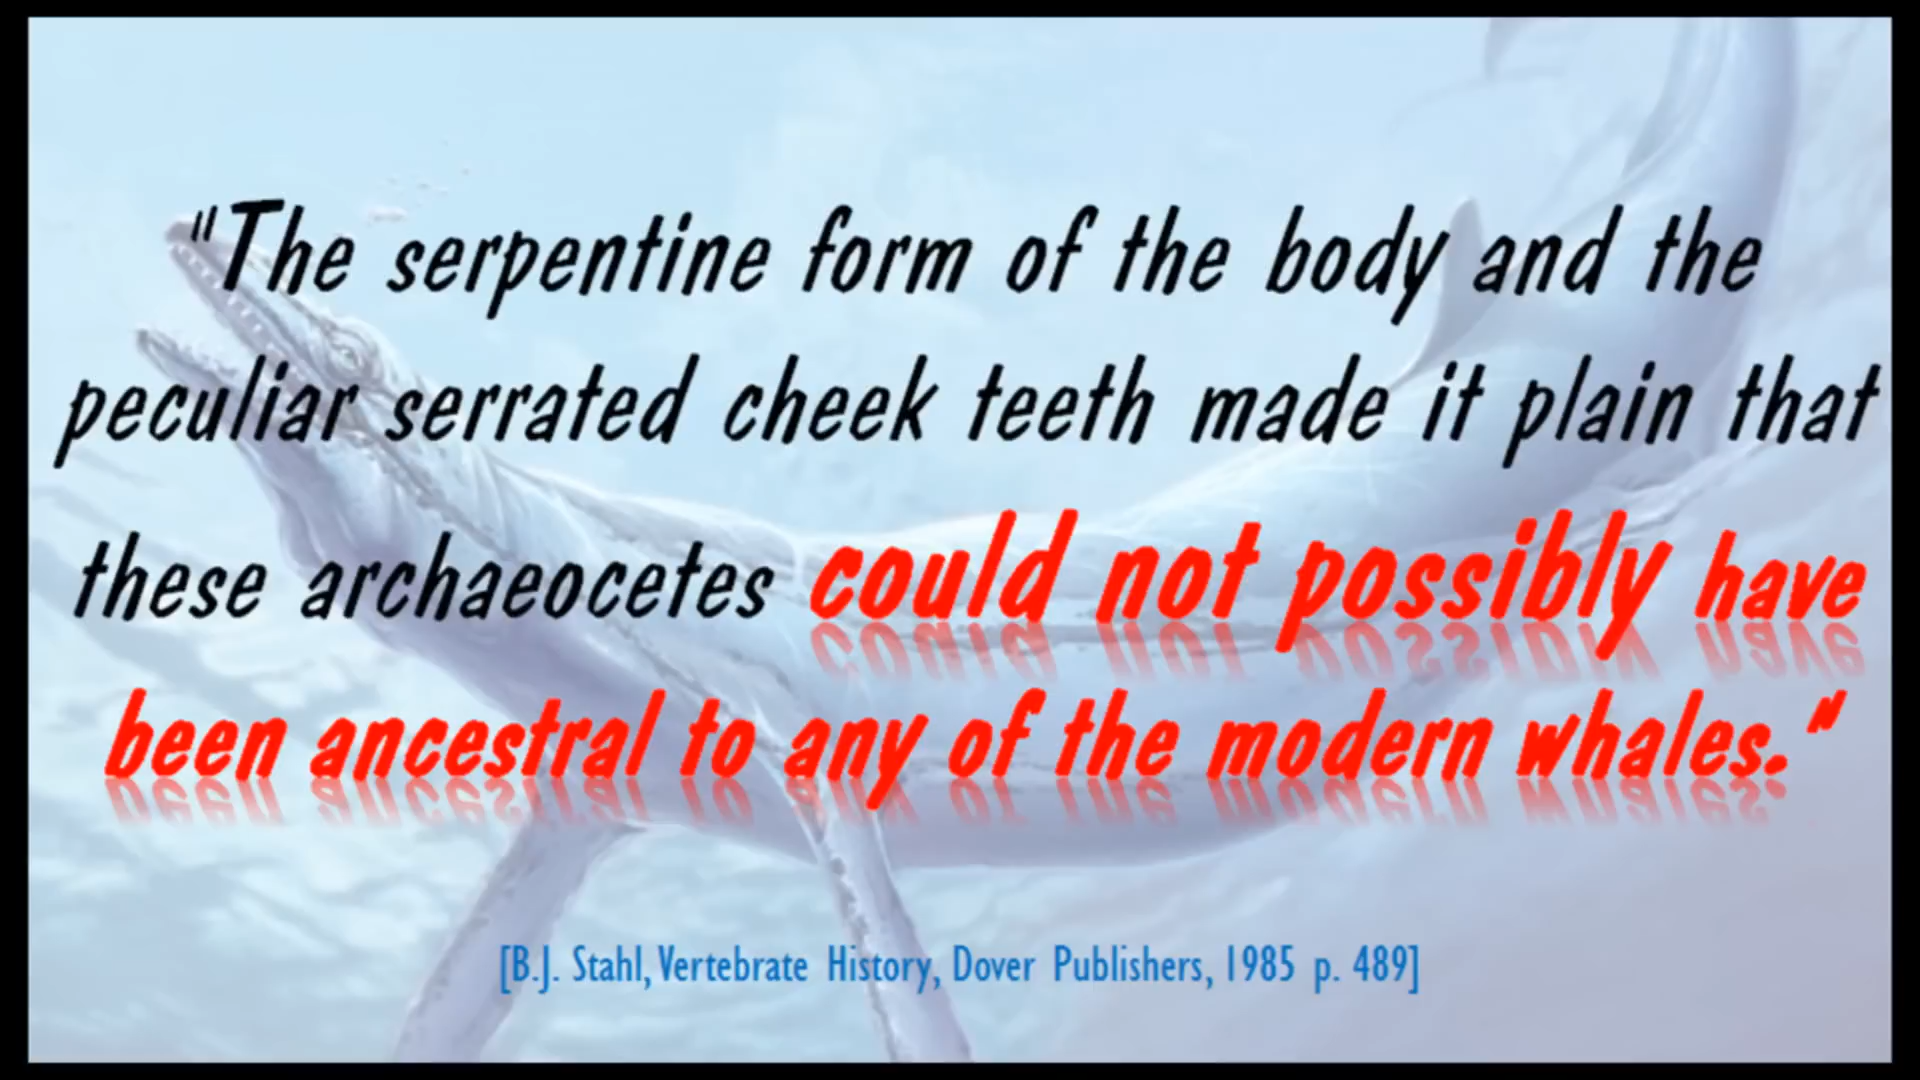 "The serpentine form of the body and the
peculiar serrated cheek teeth made it plain that
these archaeocetes could not possibly have
been ancestral to any of the modern whales."
[B.J. Stahl, Vertebrate History, Dover Publishers, 1985 p. 489]